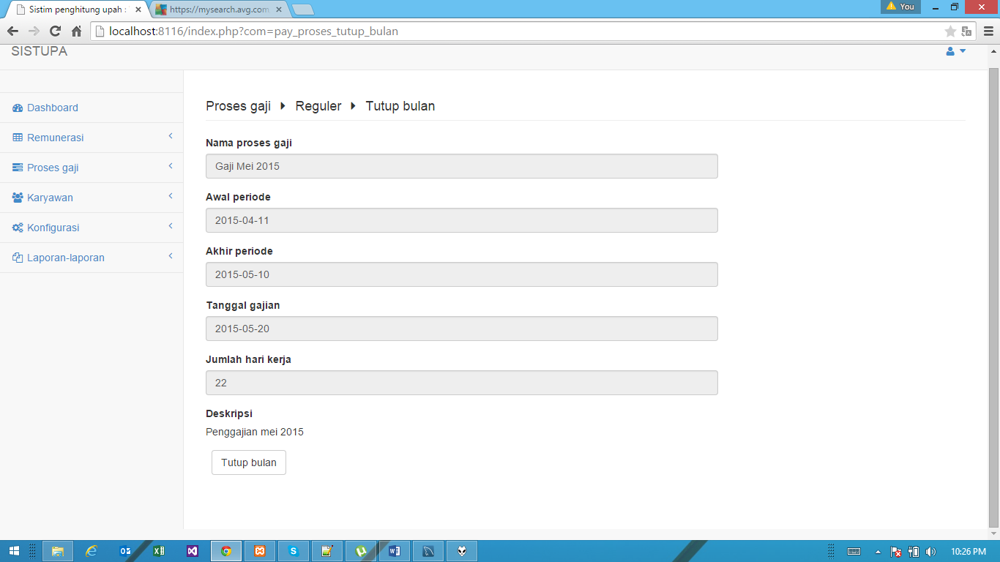 Sistim penghitung upah :
https://mysearch.avg.com
You
localhost:8116/index.php?com=pay_proses_tutup_bulan
SISTUPA
Dashboard
Remunerasi
Proses gaji
Karyawan
Konfigurasi
Laporan-laporan
Proses gaji Reguler Tutup bulan
Nama proses gaji
Gaji Mei 2015
Awal periode
2015-04-11
Akhir periode
2015-05-10
Tanggal gajian
2015-05-20
Jumlah hari kerja
22
Deskripsi
Penggajian mei 2015
Tutup bulan
10:26 PM